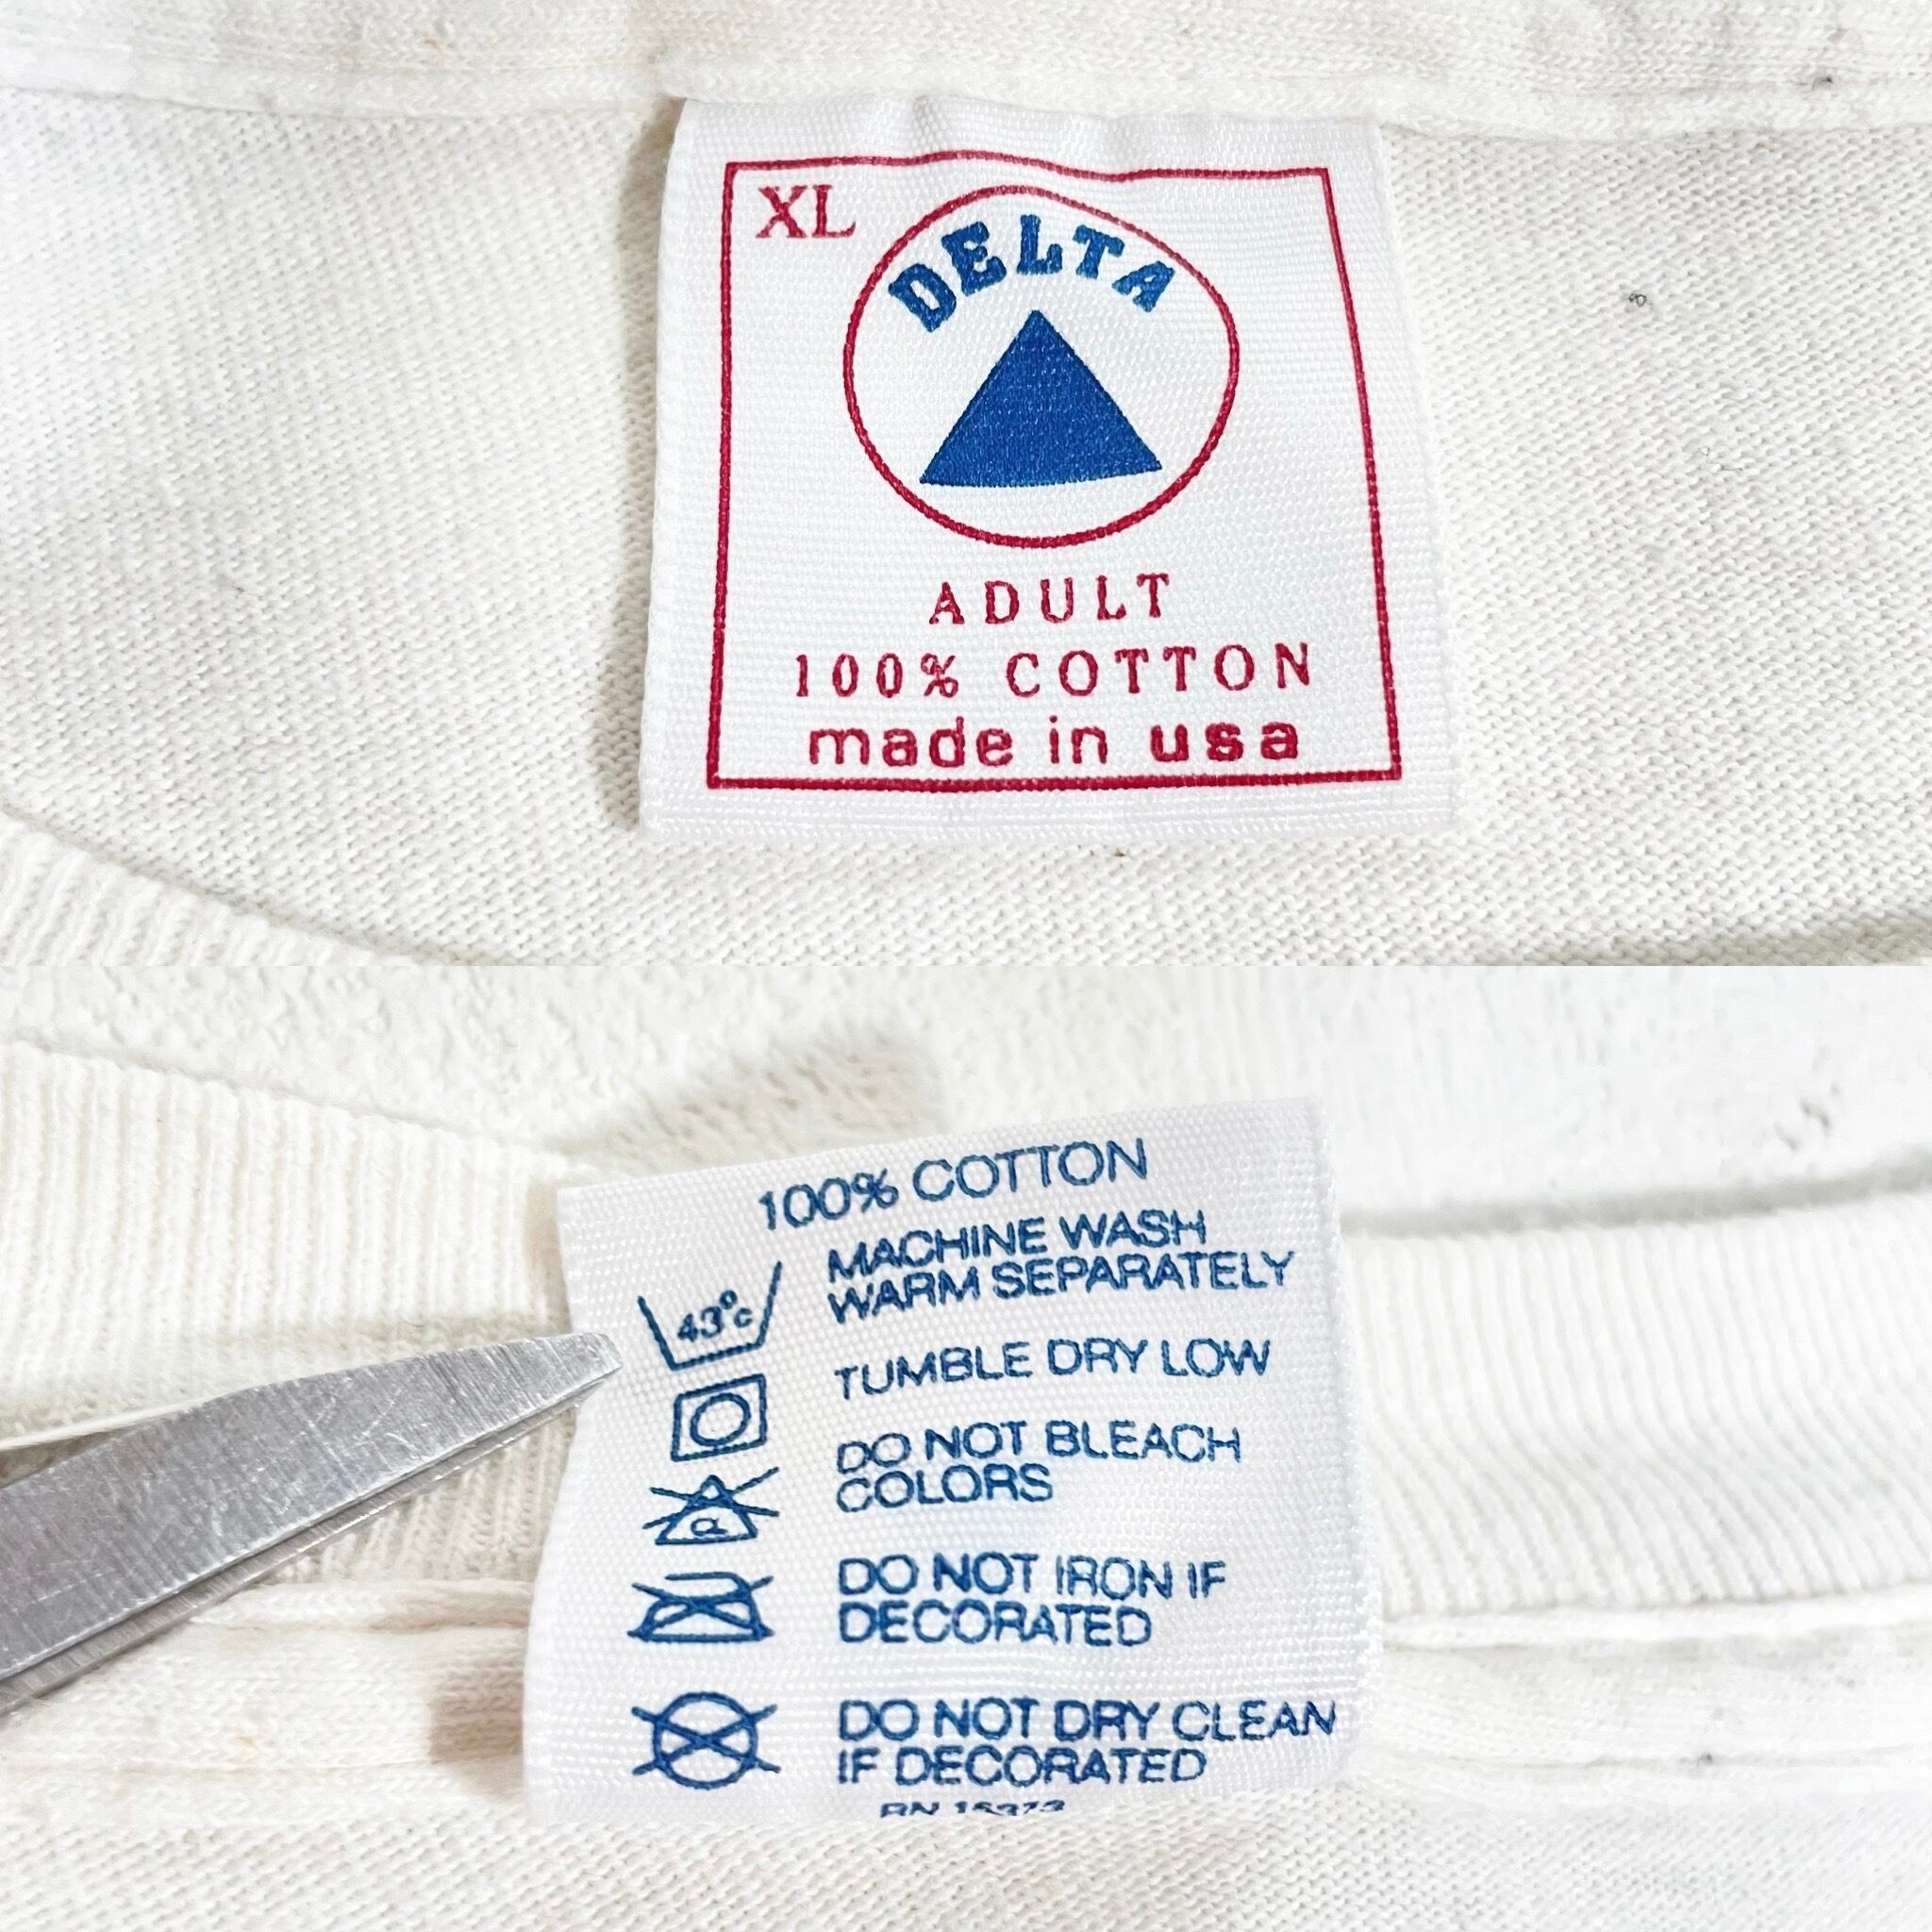 XL
DELTA
ADULT
100% COTTON
made in usa
100% COTTON
MACHINE WASH
WARM SEPARATELY
43°C
TUMBLE DRY LOW
DO NOT BLEACH
COLORS
DO NOT IRON IF
DECORATED
DO NOT DRY CLEAN
IF DECORATED
RN